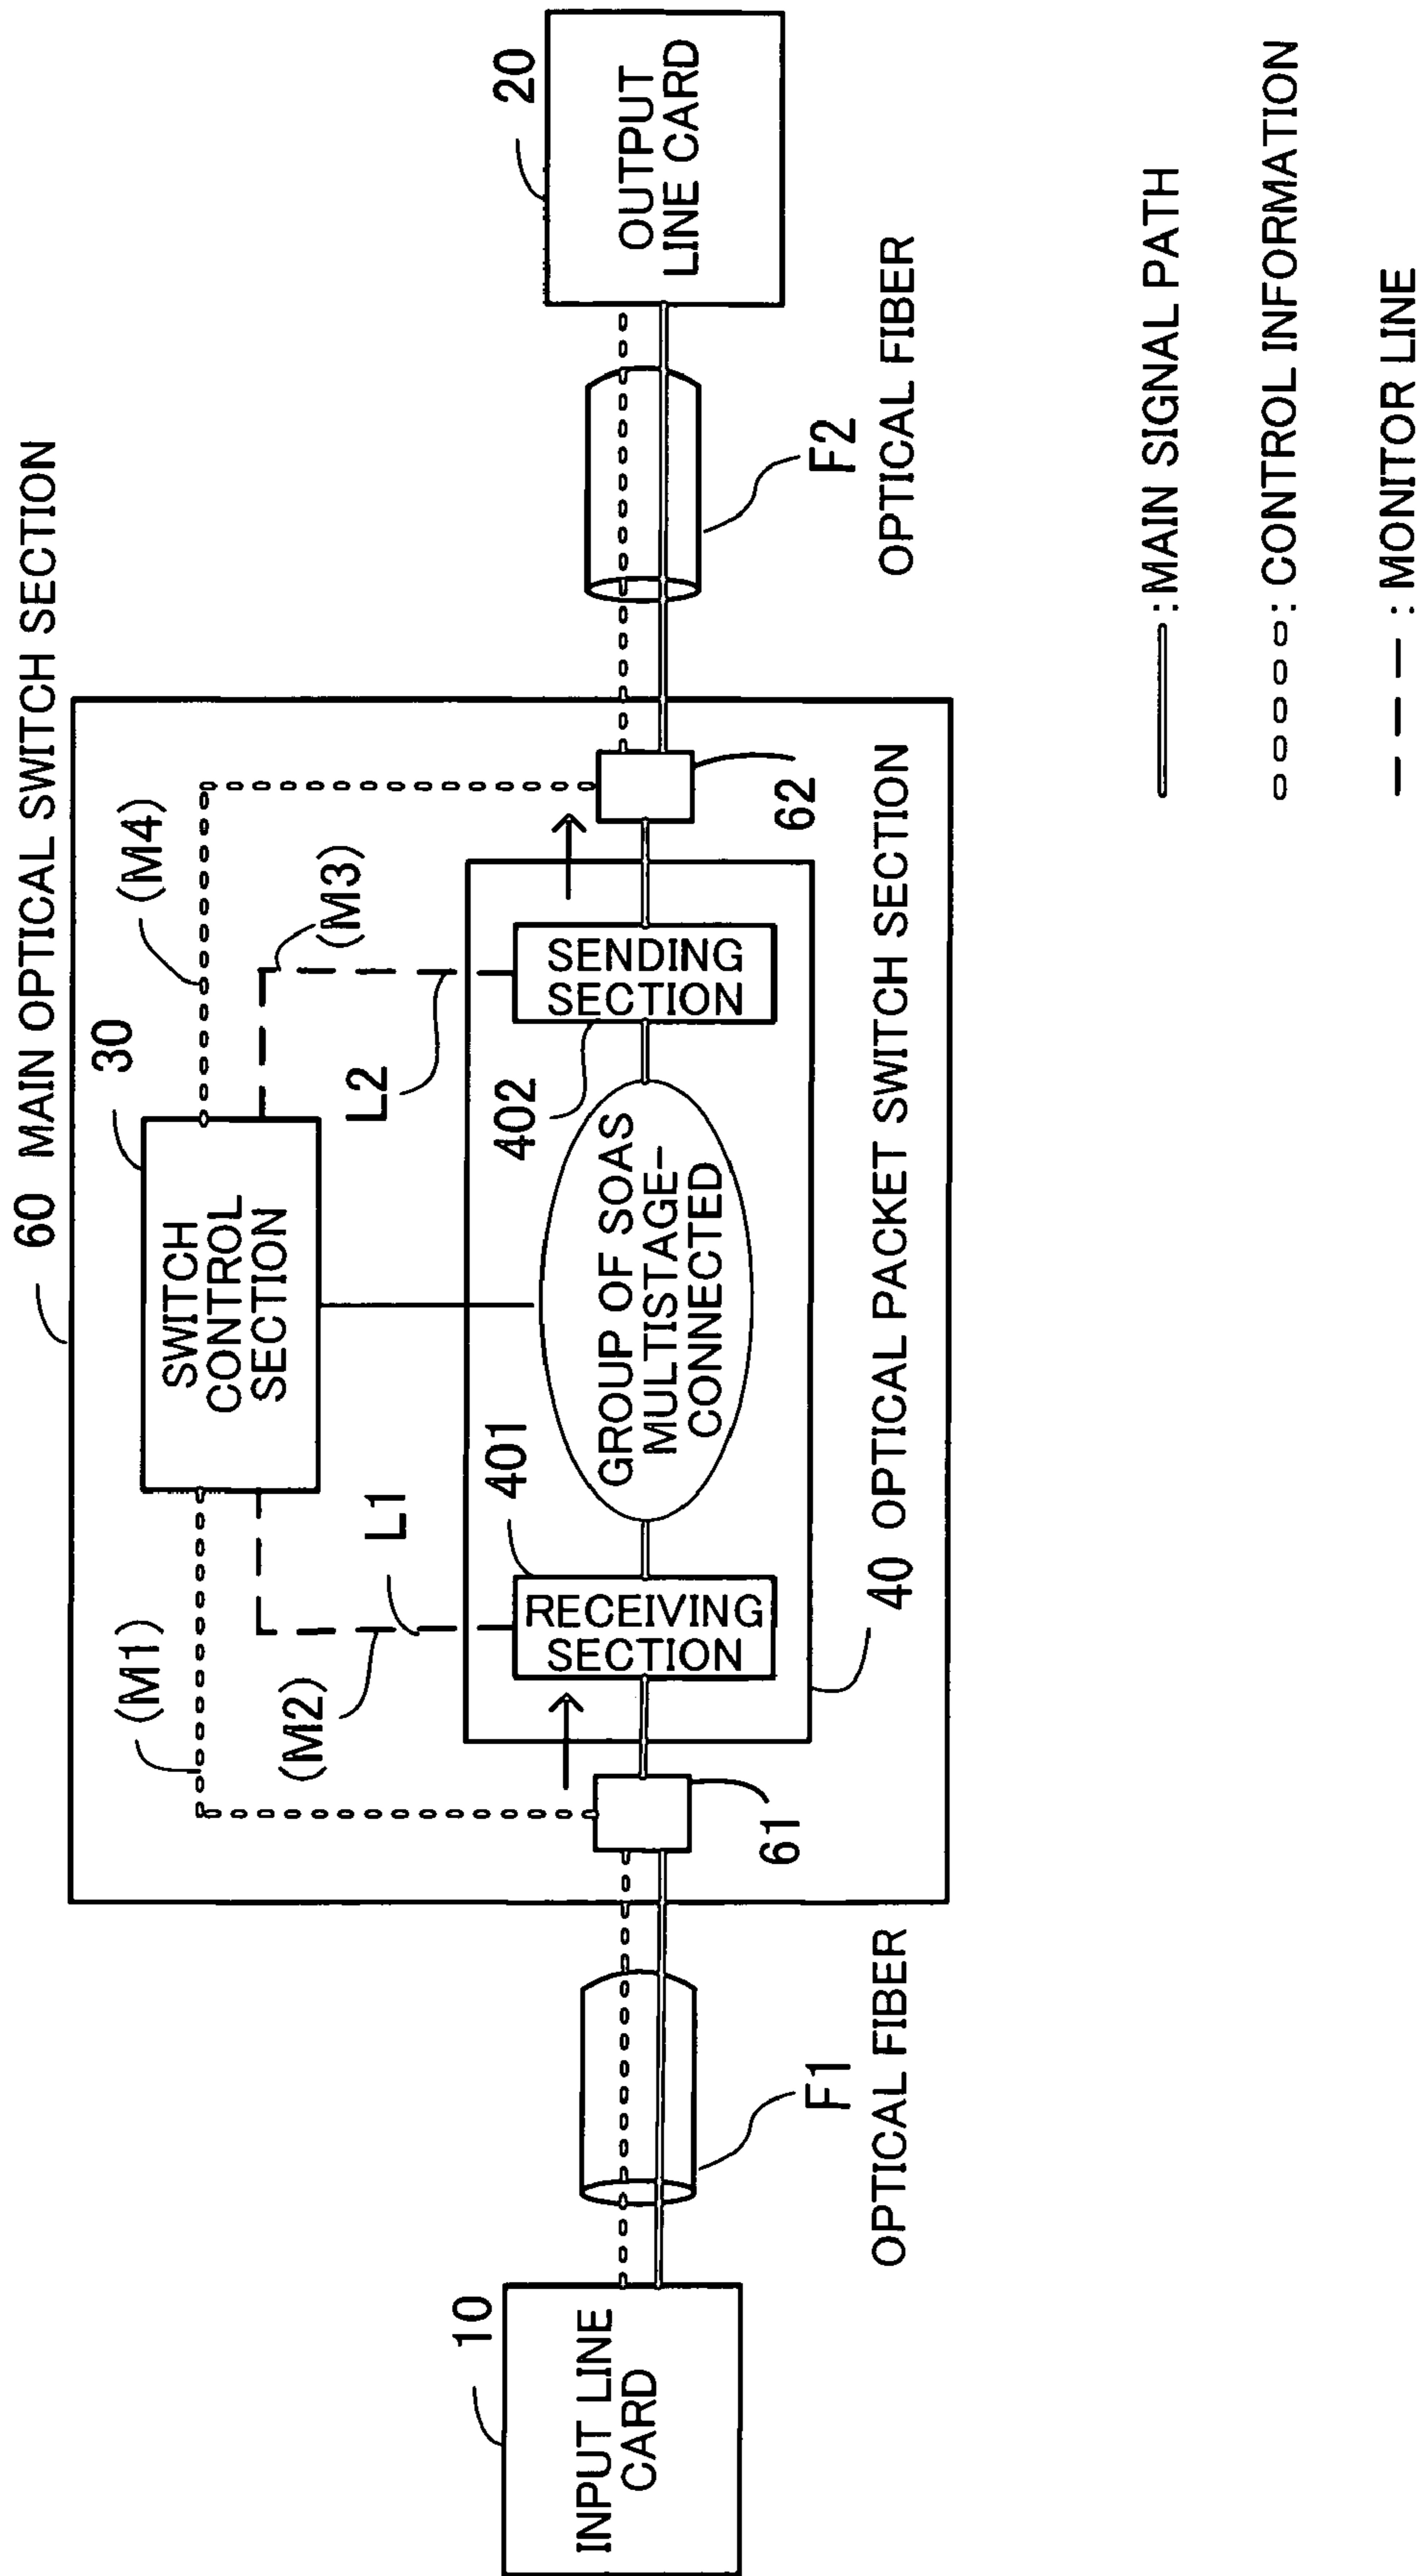 60 MAIN OPTICAL SWITCH SECTION
30
SWITCH
CONTROL
SECTION
(M1)
(M4)
(M2)
L1
L2
(M3)
10
INPUT LINE
CARD
401
RECEIVING
SECTION
GROUP OF SOAS
MULTISTAGE-
CONNECTED
402
SENDING
SECTION
20
OUTPUT
LINE CARD
61
62
F1
OPTICAL FIBER
40 OPTICAL PACKET SWITCH SECTION
F2
OPTICAL FIBER
: MAIN SIGNAL PATH
: CONTROL INFORMATION
: MONITOR LINE